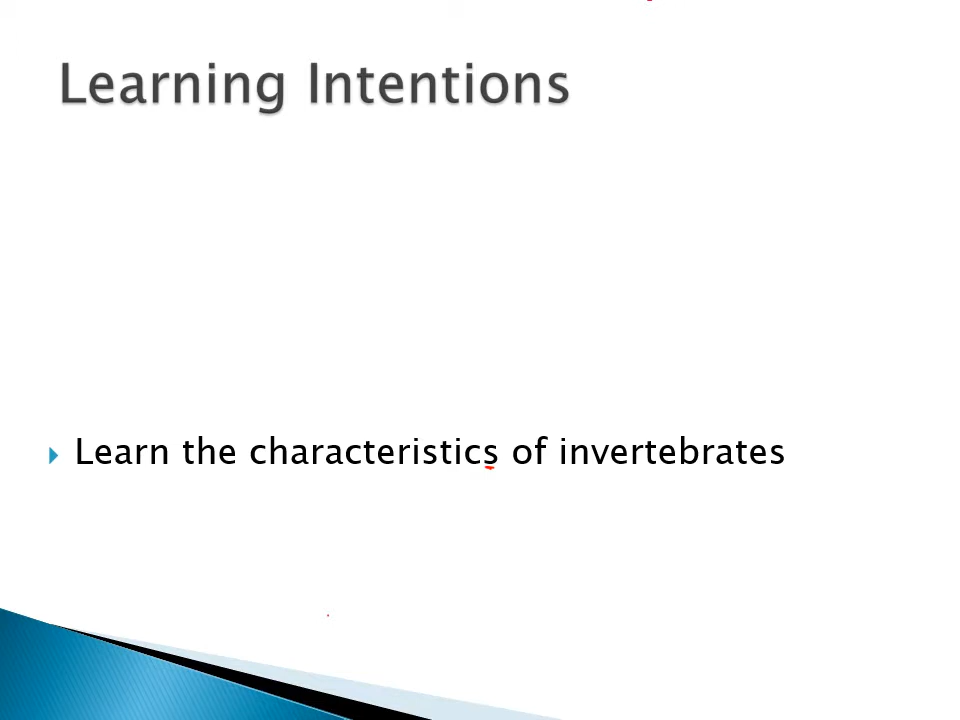 Learning Intentions
Learn the characteristics of invertebrates